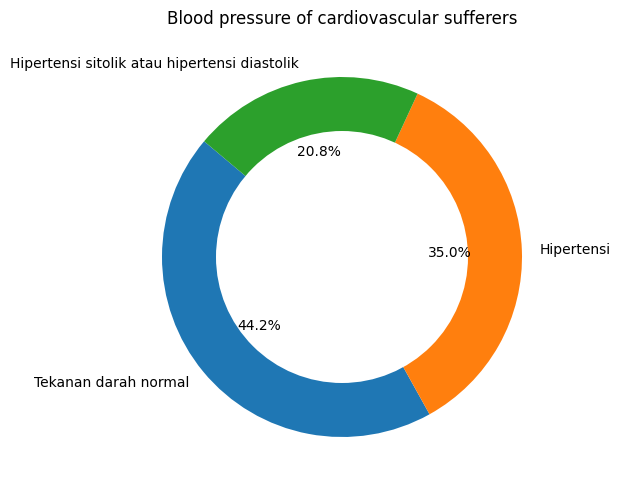 Blood pressure of cardiovascular sufferers
Hipertensi sitolik atau hipertensi diastolik
20.8%
35.0%
Hipertensi
44.2%
Tekanan darah normal